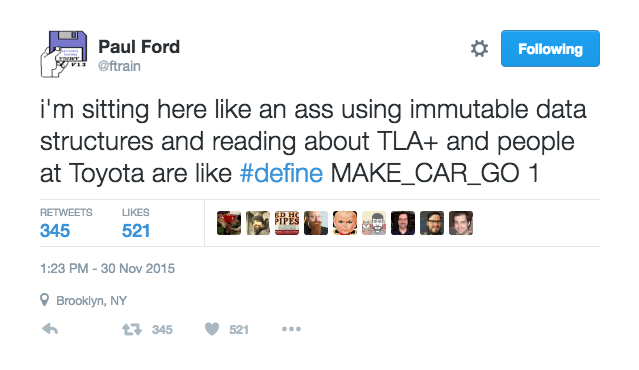 Paul Ford
@ftrain
Following
i'm sitting here like an ass using immutable data
structures and reading about TLA+ and people
at Toyota are like #define MAKE_CAR_GO 1
RETWEETS
345
LIKES
521
1:23 PM - 30 Nov 2015
Brooklyn, NY
345
521